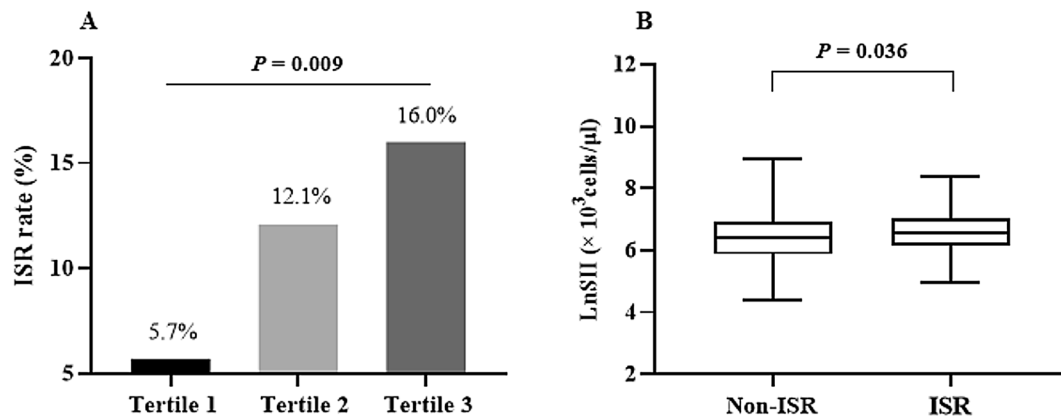 A
P = 0.009
ISR rate (%)
20
15
10
5
5.7%
12.1%
16.0%
Tertile 1
Tertile 2
Tertile 3
B
P = 0.036
LnSII (× 10³cells/μl)
12
10
8
6
4
2
Non-ISR
ISR